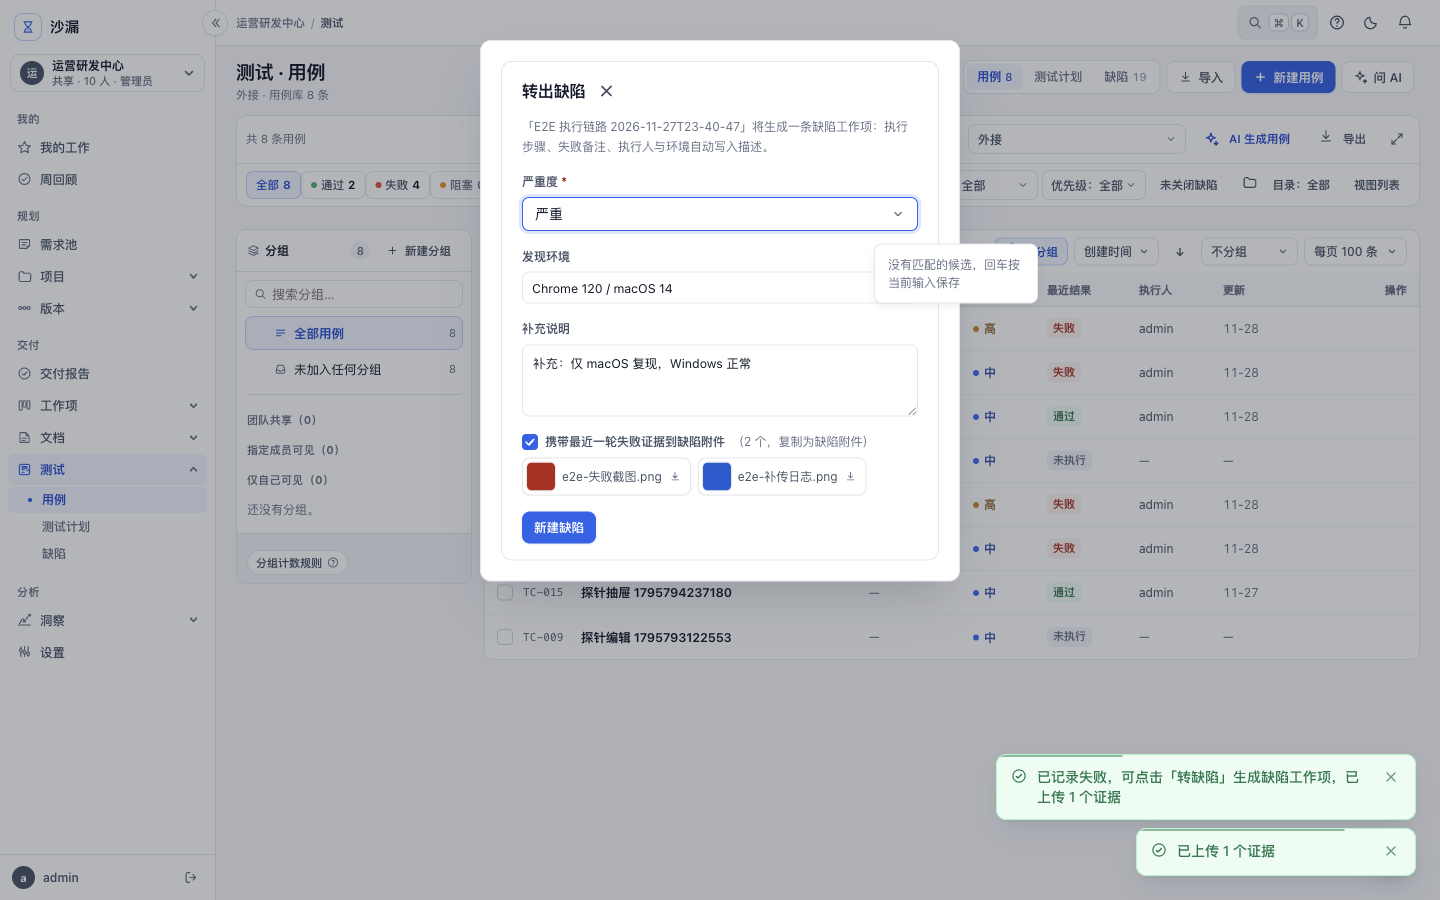 沙漏
运营研发中心 / 测试
⌘ K
运 运营研发中心
共享 · 10 人 · 管理员
我的
我的工作
周回顾
规划
需求池
项目
版本
交付
交付报告
工作项
文档
测试
用例
测试计划
缺陷
分析
洞察
设置
a admin
测试 · 用例
外接 · 用例库 8 条
用例 8 测试计划 缺陷 19 导入 新建用例 问 AI
共 8 条用例
外接 AI 生成用例 导出
全部 8 通过 2 失败 4 阻塞
全部 优先级：全部 未关闭缺陷 目录：全部 视图列表
分组 8 新建分组
搜索分组...
全部用例 8
未加入任何分组 8
团队共享（0）
指定成员可见（0）
仅自己可见（0）
还没有分组。
分组计数规则
分组 创建时间 不分组 每页 100 条
最近结果 执行人 更新 操作
高 失败 admin 11-28
中 失败 admin 11-28
中 通过 admin 11-28
中 未执行 — —
高 失败 admin 11-28
中 失败 admin 11-28
TC-015 探针抽屉 1795794237180 — 中 通过 admin 11-27
TC-009 探针编辑 1795793122553 — 中 未执行 — —
转出缺陷
「E2E 执行链路 2026-11-27T23-40-47」将生成一条缺陷工作项：执行
步骤、失败备注、执行人与环境自动写入描述。
严重度 *
严重
发现环境
Chrome 120 / macOS 14
没有匹配的候选，回车按
当前输入保存
补充说明
补充：仅 macOS 复现，Windows 正常
携带最近一轮失败证据到缺陷附件 （2 个，复制为缺陷附件）
e2e-失败截图.png e2e-补传日志.png
新建缺陷
已记录失败，可点击「转缺陷」生成缺陷工作项，已
上传 1 个证据
已上传 1 个证据